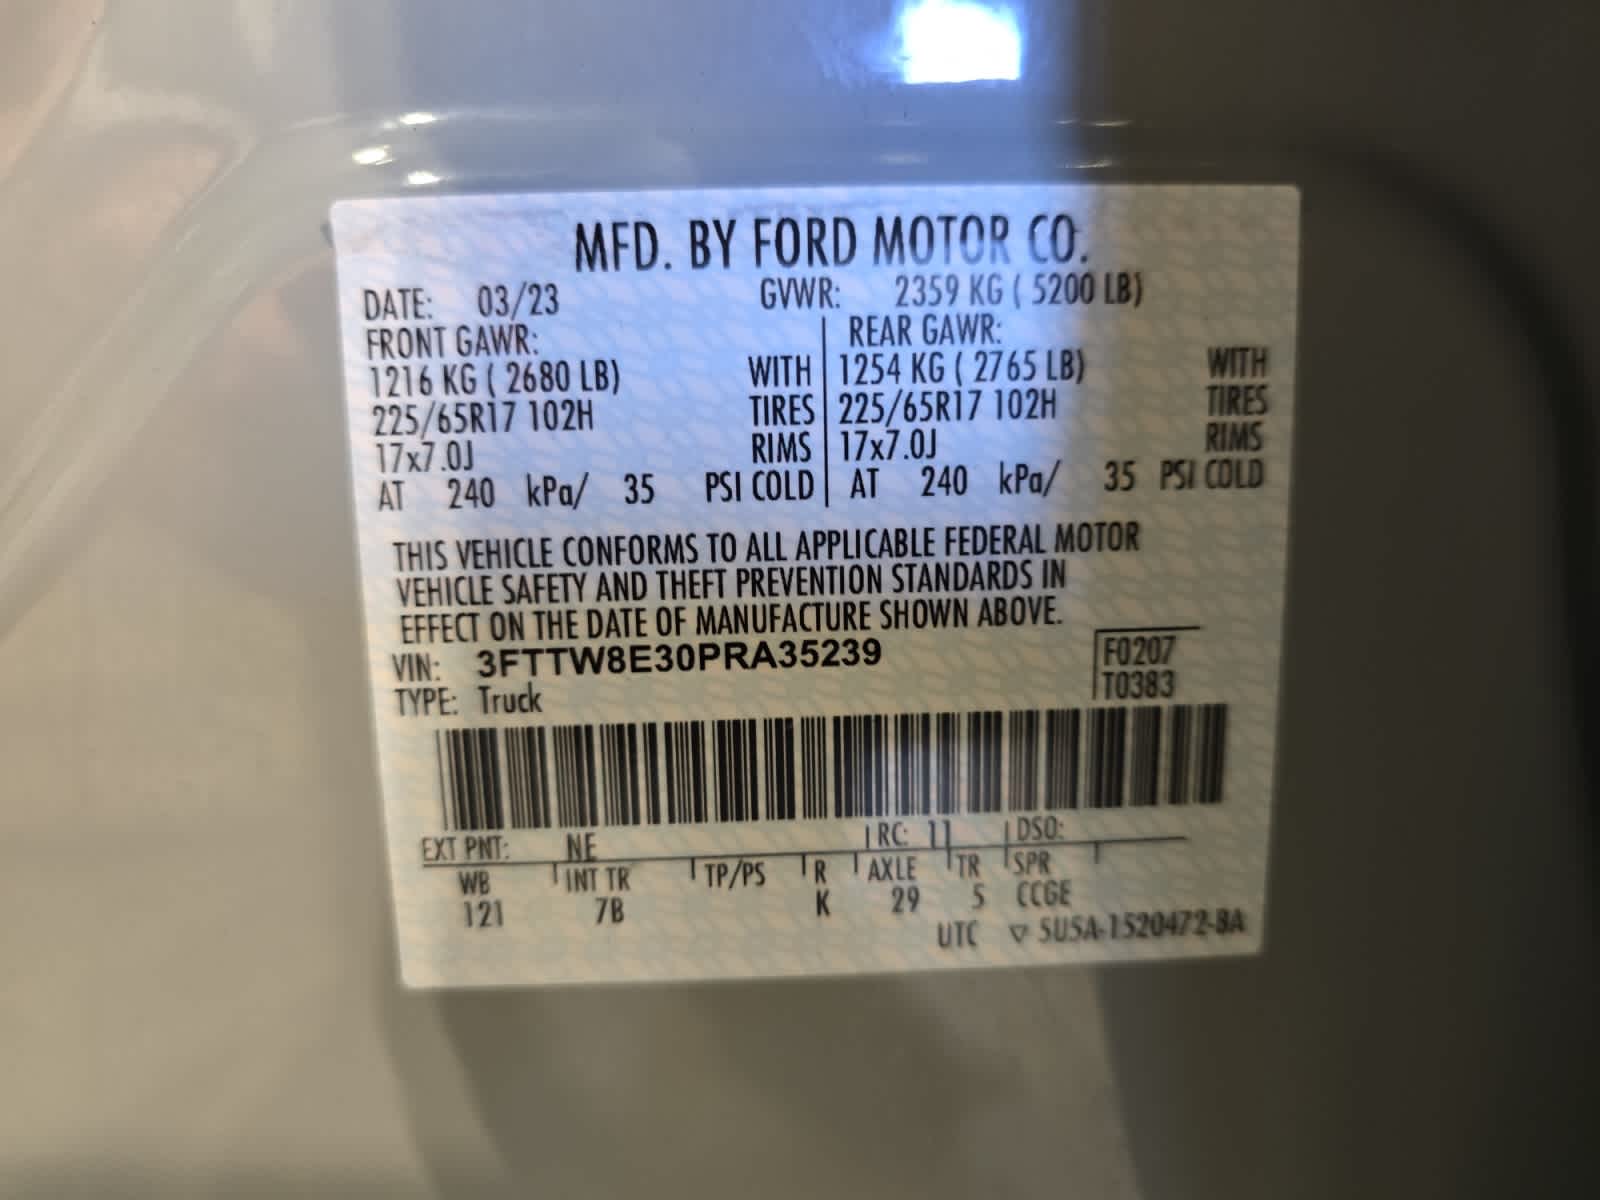 MFD. BY FORD MOTOR CO.
DATE: 03/23 GVWR: 2359 KG ( 5200 LB)
FRONT GAWR: REAR GAWR:
1216 KG ( 2680 LB) WITH 1254 KG ( 2765 LB) WITH
225/65R17 102H TIRES 225/65R17 102H TIRES
17x7.0J RIMS 17x7.0J RIMS
AT 240 kPa/ 35 PSI COLD AT 240 kPa/ 35 PSI COLD
THIS VEHICLE CONFORMS TO ALL APPLICABLE FEDERAL MOTOR
VEHICLE SAFETY AND THEFT PREVENTION STANDARDS IN
EFFECT ON THE DATE OF MANUFACTURE SHOWN ABOVE.
VIN: 3FTTW8E30PRA35239 F0207
TYPE: Truck T0383
EXT PNT: NE RC: 11 DSO:
WB INT TR TP/PS R AXLE TR SPR
121 7B K 29 5 CCGE
UTC ▽ 5U5A-1520472-BA